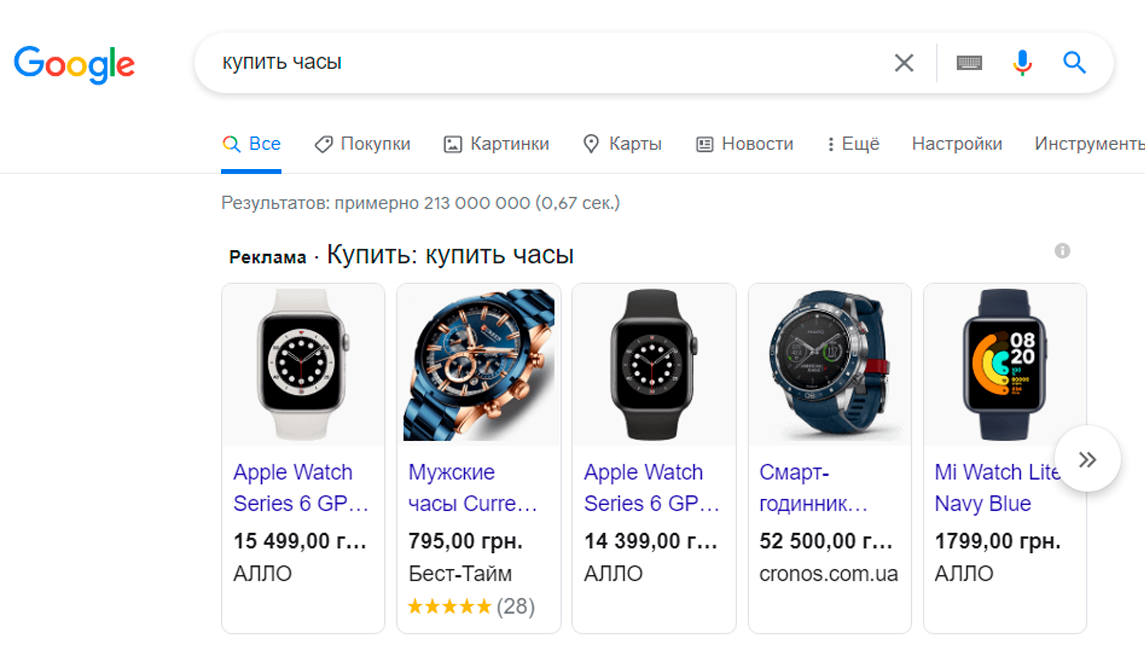 Google
купить часы
Все Покупки Картинки Карты Новости Ещё Настройки Инструменты
Результатов: примерно 213 000 000 (0,67 сек.)
Реклама · Купить: купить часы
Apple Watch
Series 6 GP...
15 499,00 г...
АЛЛО
Мужские
часы Curre...
795,00 грн.
Бест-Тайм
(28)
Apple Watch
Series 6 GP...
14 399,00 г...
АЛЛО
Смарт-
годинник...
52 500,00 г...
cronos.com.ua
08
20
Mi Watch Lite
Navy Blue
1799,00 грн.
АЛЛО